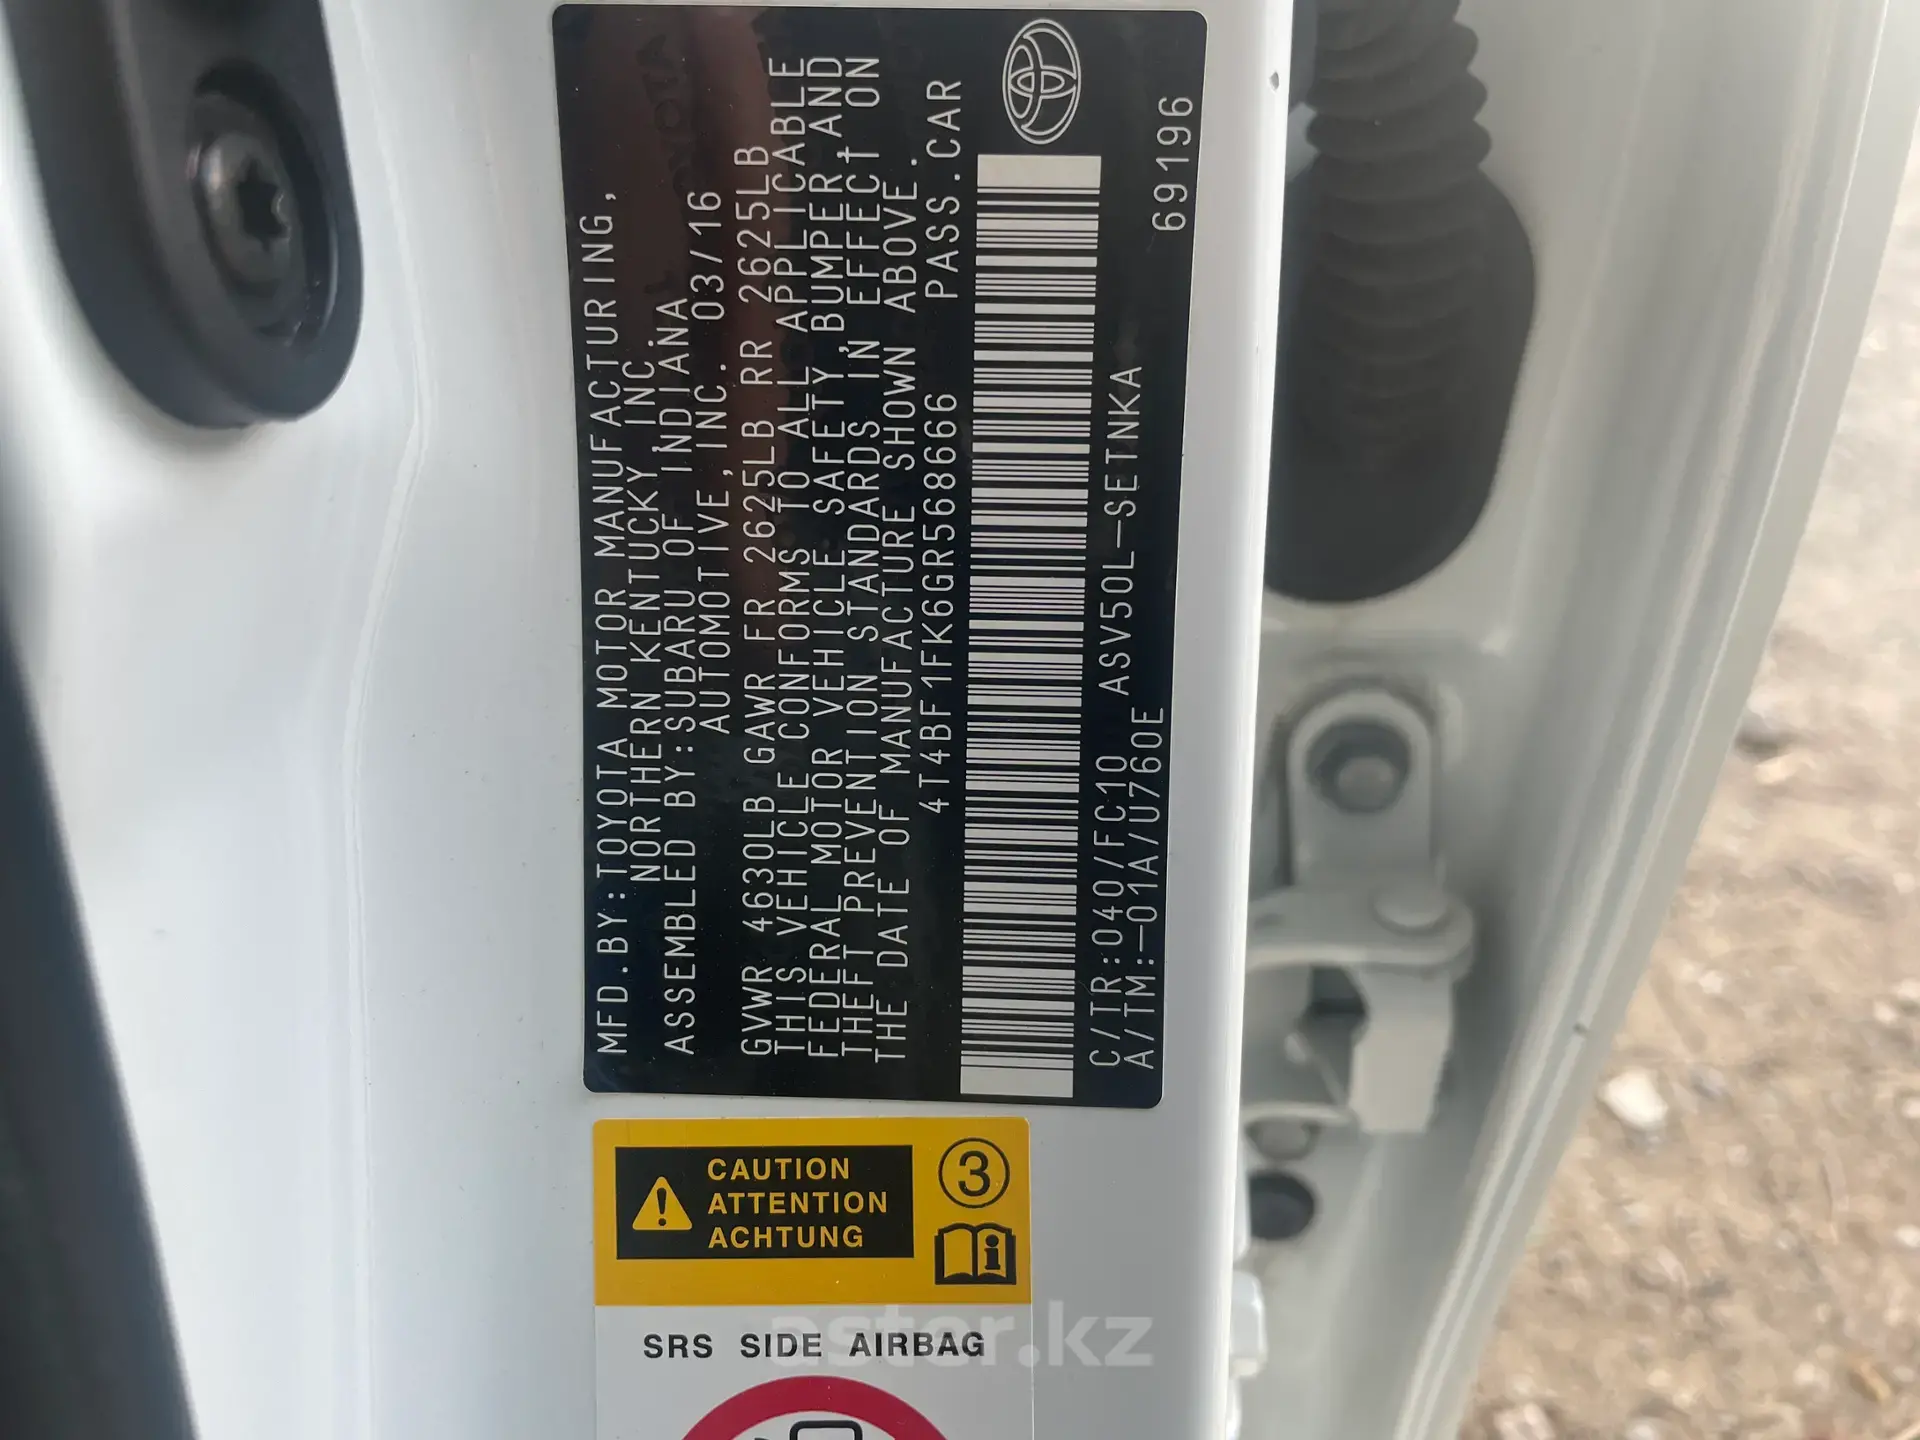 MFD.BY:TOYOTA MOTOR MANUFACTURING,
NORTHERN KENTUCKY INC.
ASSEMBLED BY:SUBARU OF INDIANA
AUTOMOTIVE,INC. 03/16
GVWR 4630LB GAWR FR 2625LB RR 2625LB
THIS VEHICLE CONFORMS TO ALL APPLICABLE
FEDERAL MOTOR VEHICLE SAFETY,BUMPER,AND
THEFT PREVENTION STANDARDS IN EFFECT ON
THE DATE OF MANUFACTURE SHOWN ABOVE.
4T4BF1FK6GR568666 PASS.CAR
C/TR:040/FC10 ASV50L-SETNKA
A/TM:-01A/U760E 69196
CAUTION
ATTENTION
ACHTUNG
3
i
SRS SIDE AIRBAG
aster.kz